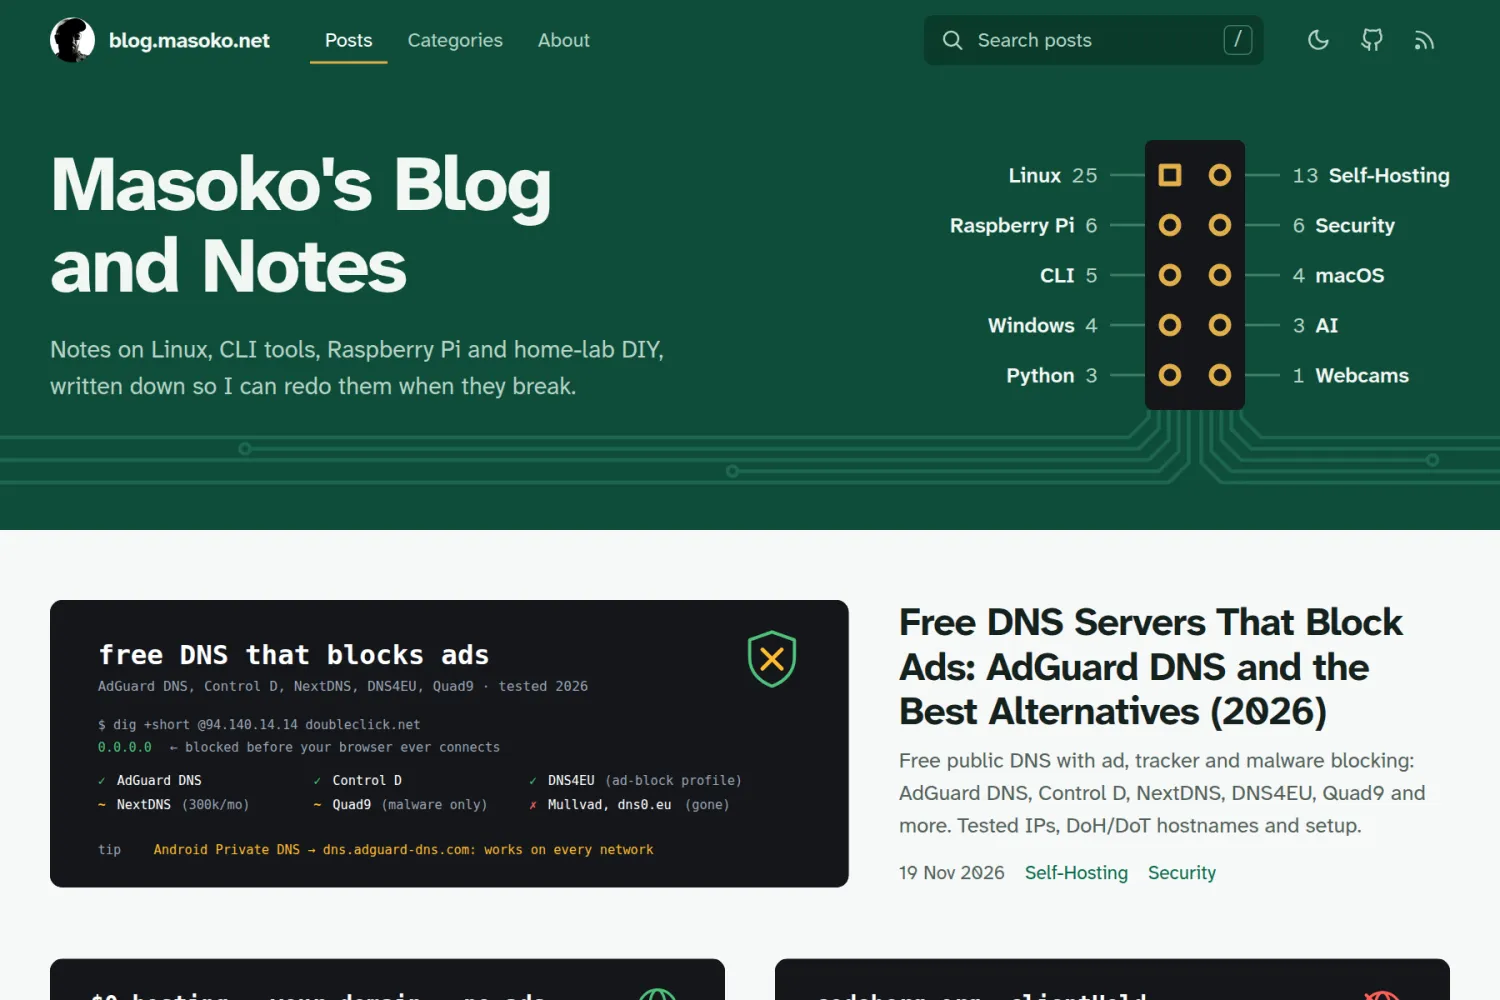 blog.masoko.net
Posts
Categories
About
Search posts
/
Masoko's Blog
and Notes
Notes on Linux, CLI tools, Raspberry Pi and home-lab DIY,
written down so I can redo them when they break.
Linux 25
13 Self-Hosting
Raspberry Pi 6
6 Security
CLI 5
4 macOS
Windows 4
3 AI
Python 3
1 Webcams
free DNS that blocks ads
AdGuard DNS, Control D, NextDNS, DNS4EU, Quad9 · tested 2026
$ dig +short @94.140.14.14 doubleclick.net
0.0.0.0 ← blocked before your browser ever connects
✓ AdGuard DNS ✓ Control D ✓ DNS4EU (ad-block profile)
~ NextDNS (300k/mo) ~ Quad9 (malware only) ✗ Mullvad, dns0.eu (gone)
tip Android Private DNS → dns.adguard-dns.com: works on every network
Free DNS Servers That Block
Ads: AdGuard DNS and the
Best Alternatives (2026)
Free public DNS with ad, tracker and malware blocking:
AdGuard DNS, Control D, NextDNS, DNS4EU, Quad9 and
more. Tested IPs, DoH/DoT hostnames and setup.
19 Nov 2026 Self-Hosting Security